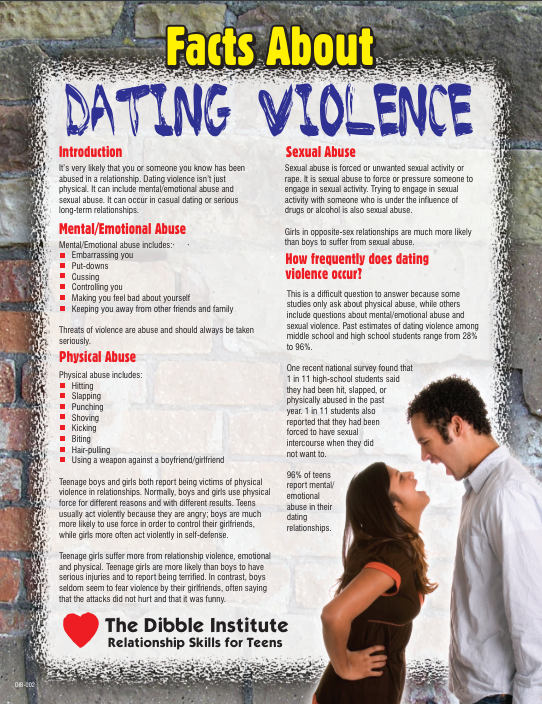 Facts About
DATING VIOLENCE
Introduction
It's very likely that you or someone you know has been
abused in a relationship. Dating violence isn't just
physical. It can include mental/emotional abuse and
sexual abuse. It can occur in casual dating or serious
long-term relationships.
Mental/Emotional Abuse
Mental/Emotional abuse includes:
Embarrassing you
Put-downs
Cussing
Controlling you
Making you feel bad about yourself
Keeping you away from other friends and family
Threats of violence are abuse and should always be taken
seriously.
Physical Abuse
Physical abuse includes:
Hitting
Slapping
Punching
Shoving
Kicking
Biting
Hair-pulling
Using a weapon against a boyfriend/girlfriend
Teenage boys and girls both report being victims of physical
violence in relationships. Normally, boys and girls use physical
force for different reasons and with different results. Teens
usually act violently because they are angry; boys are much
more likely to use force in order to control their girlfriends,
while girls more often act violently in self-defense.
Teenage girls suffer more from relationship violence, emotional
and physical. Teenage girls are more likely than boys to have
serious injuries and to report being terrified. In contrast, boys
seldom seem to fear violence by their girlfriends, often saying
that the attacks did not hurt and that it was funny.
Sexual Abuse
Sexual abuse is forced or unwanted sexual activity or
rape. It is sexual abuse to force or pressure someone to
engage in sexual activity. Trying to engage in sexual
activity with someone who is under the influence of
drugs or alcohol is also sexual abuse.
Girls in opposite-sex relationships are much more likely
than boys to suffer from sexual abuse.
How frequently does dating
violence occur?
This is a difficult question to answer because some
studies only ask about physical abuse, while others
include questions about mental/emotional abuse and
sexual violence. Past estimates of dating violence among
middle school and high school students range from 28%
to 96%.
One recent national survey found that
1 in 11 high-school students said
they had been hit, slapped, or
physically abused in the past
year. 1 in 11 students also
reported that they had been
forced to have sexual
intercourse when they did
not want to.
96% of teens
report mental/
emotional
abuse in their
dating
relationships.
The Dibble Institute
Relationship Skills for Teens
DIB-002